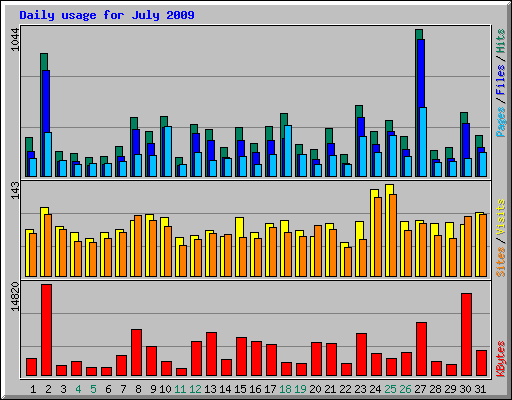 Daily usage for July 2009
1044
Pages / Files / Hits
143
Sites / Visits
14820
KBytes
1 2 3 4 5 6 7 8 9 10 11 12 13 14 15 16 17 18 19 20 21 22 23 24 25 26 27 28 29 30 31